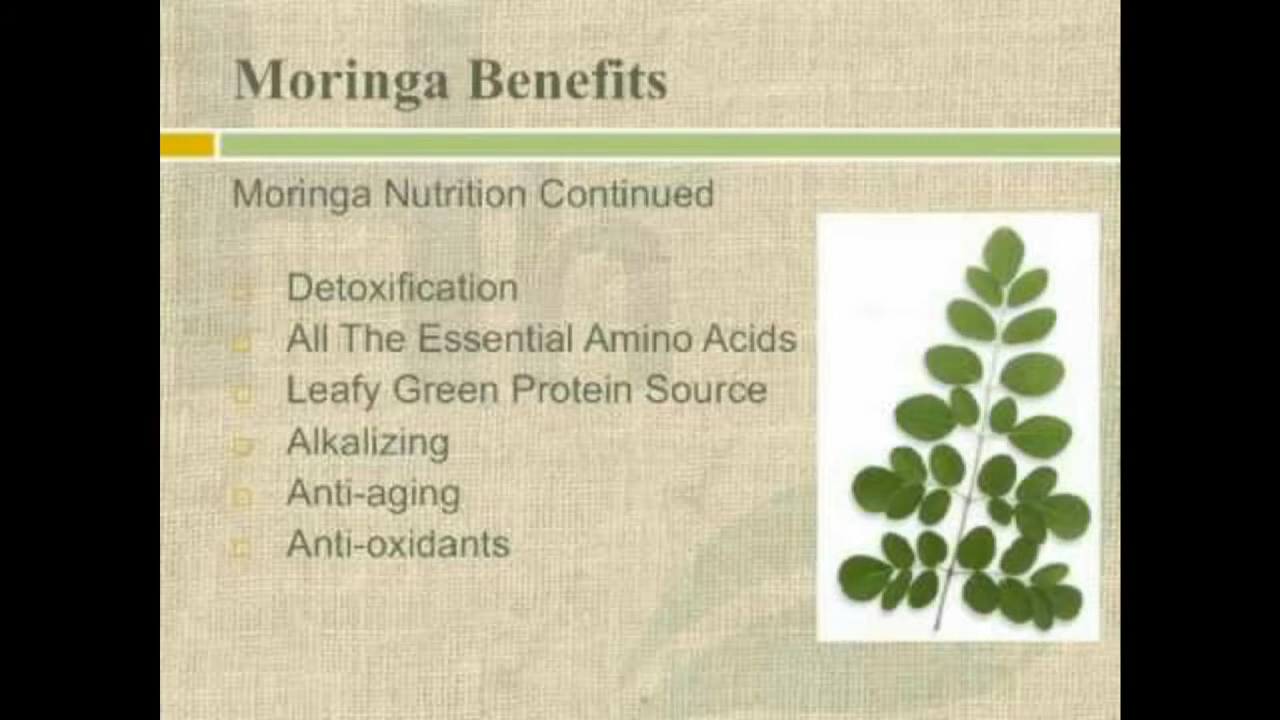 Moringa Benefits
Moringa Nutrition Continued
Detoxification
All The Essential Amino Acids
Leafy Green Protein Source
Alkalizing
Anti-aging
Anti-oxidants